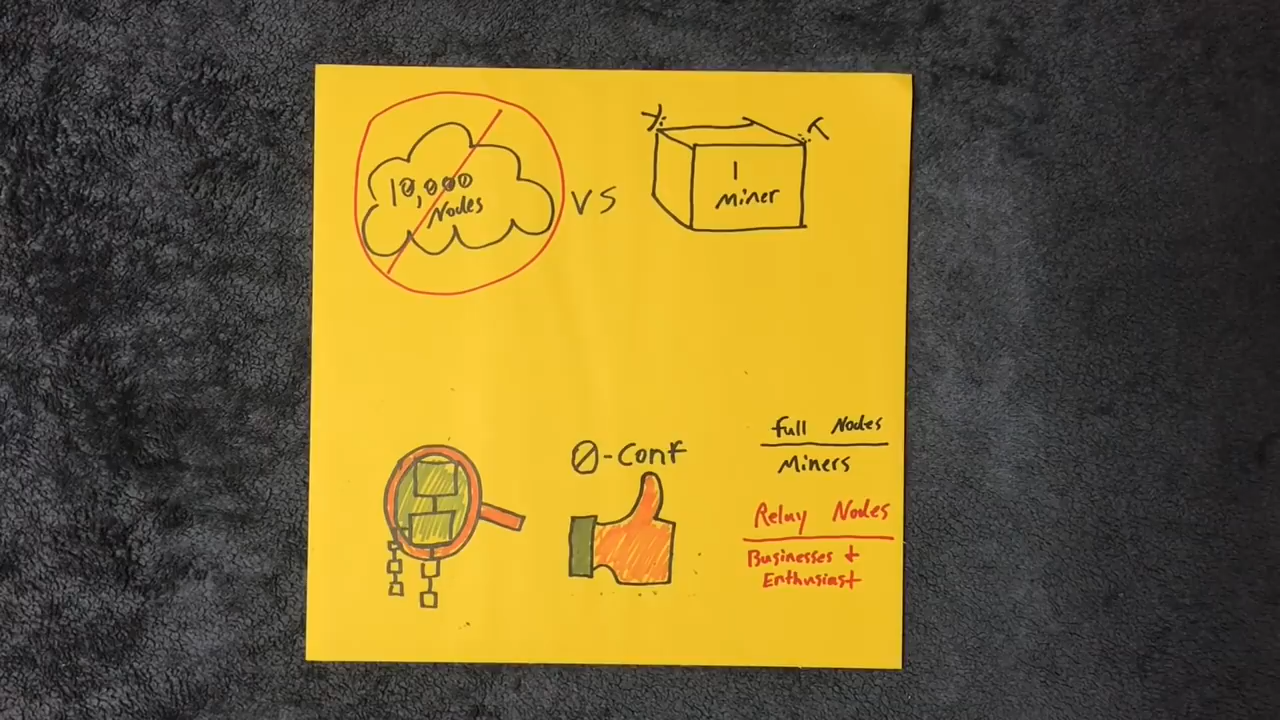 10,000
Nodes
VS
1
Miner
0-Conf
Full Nodes
Miners
Relay Nodes
Businesses +
Enthusiast